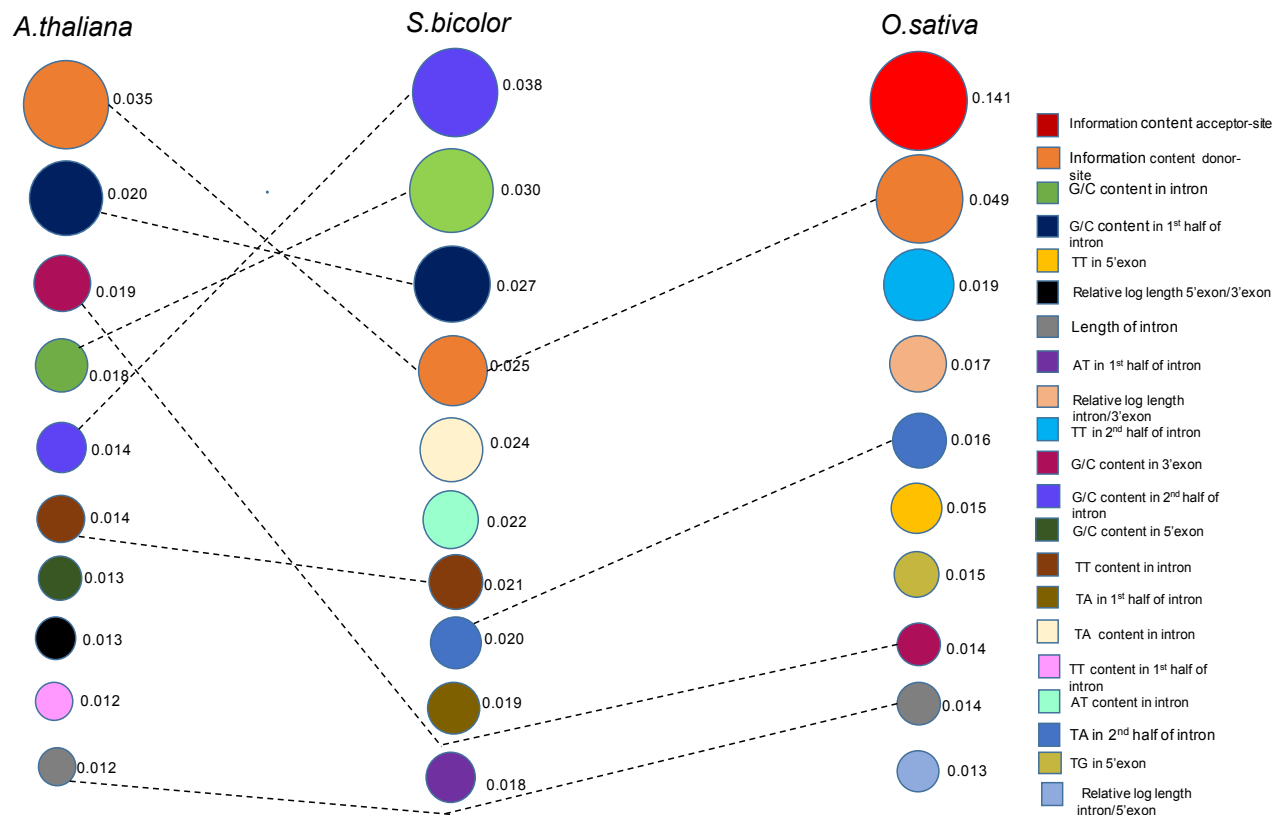 A.thaliana
S.bicolor
O.sativa
0.035
0.020
0.019
0.018
0.014
0.014
0.013
0.013
0.012
0.012
0.038
0.030
0.027
0.025
0.024
0.022
0.021
0.020
0.019
0.018
0.141
0.049
0.019
0.017
0.016
0.015
0.015
0.014
0.014
0.013
Information content acceptor-site
Information content donor-
site
G/C content in intron
G/C content in 1st half of
intron
TT in 5'exon
Relative log length 5'exon/3'exon
Length of intron
AT in 1st half of intron
Relative log length
intron/3'exon
TT in 2nd half of intron
G/C content in 3'exon
G/C content in 2nd half of
intron
G/C content in 5'exon
TT content in intron
TA in 1st half of intron
TA content in intron
TT content in 1st half of
intron
AT content in intron
TA in 2nd half of intron
TG in 5'exon
Relative log length
intron/5'exon